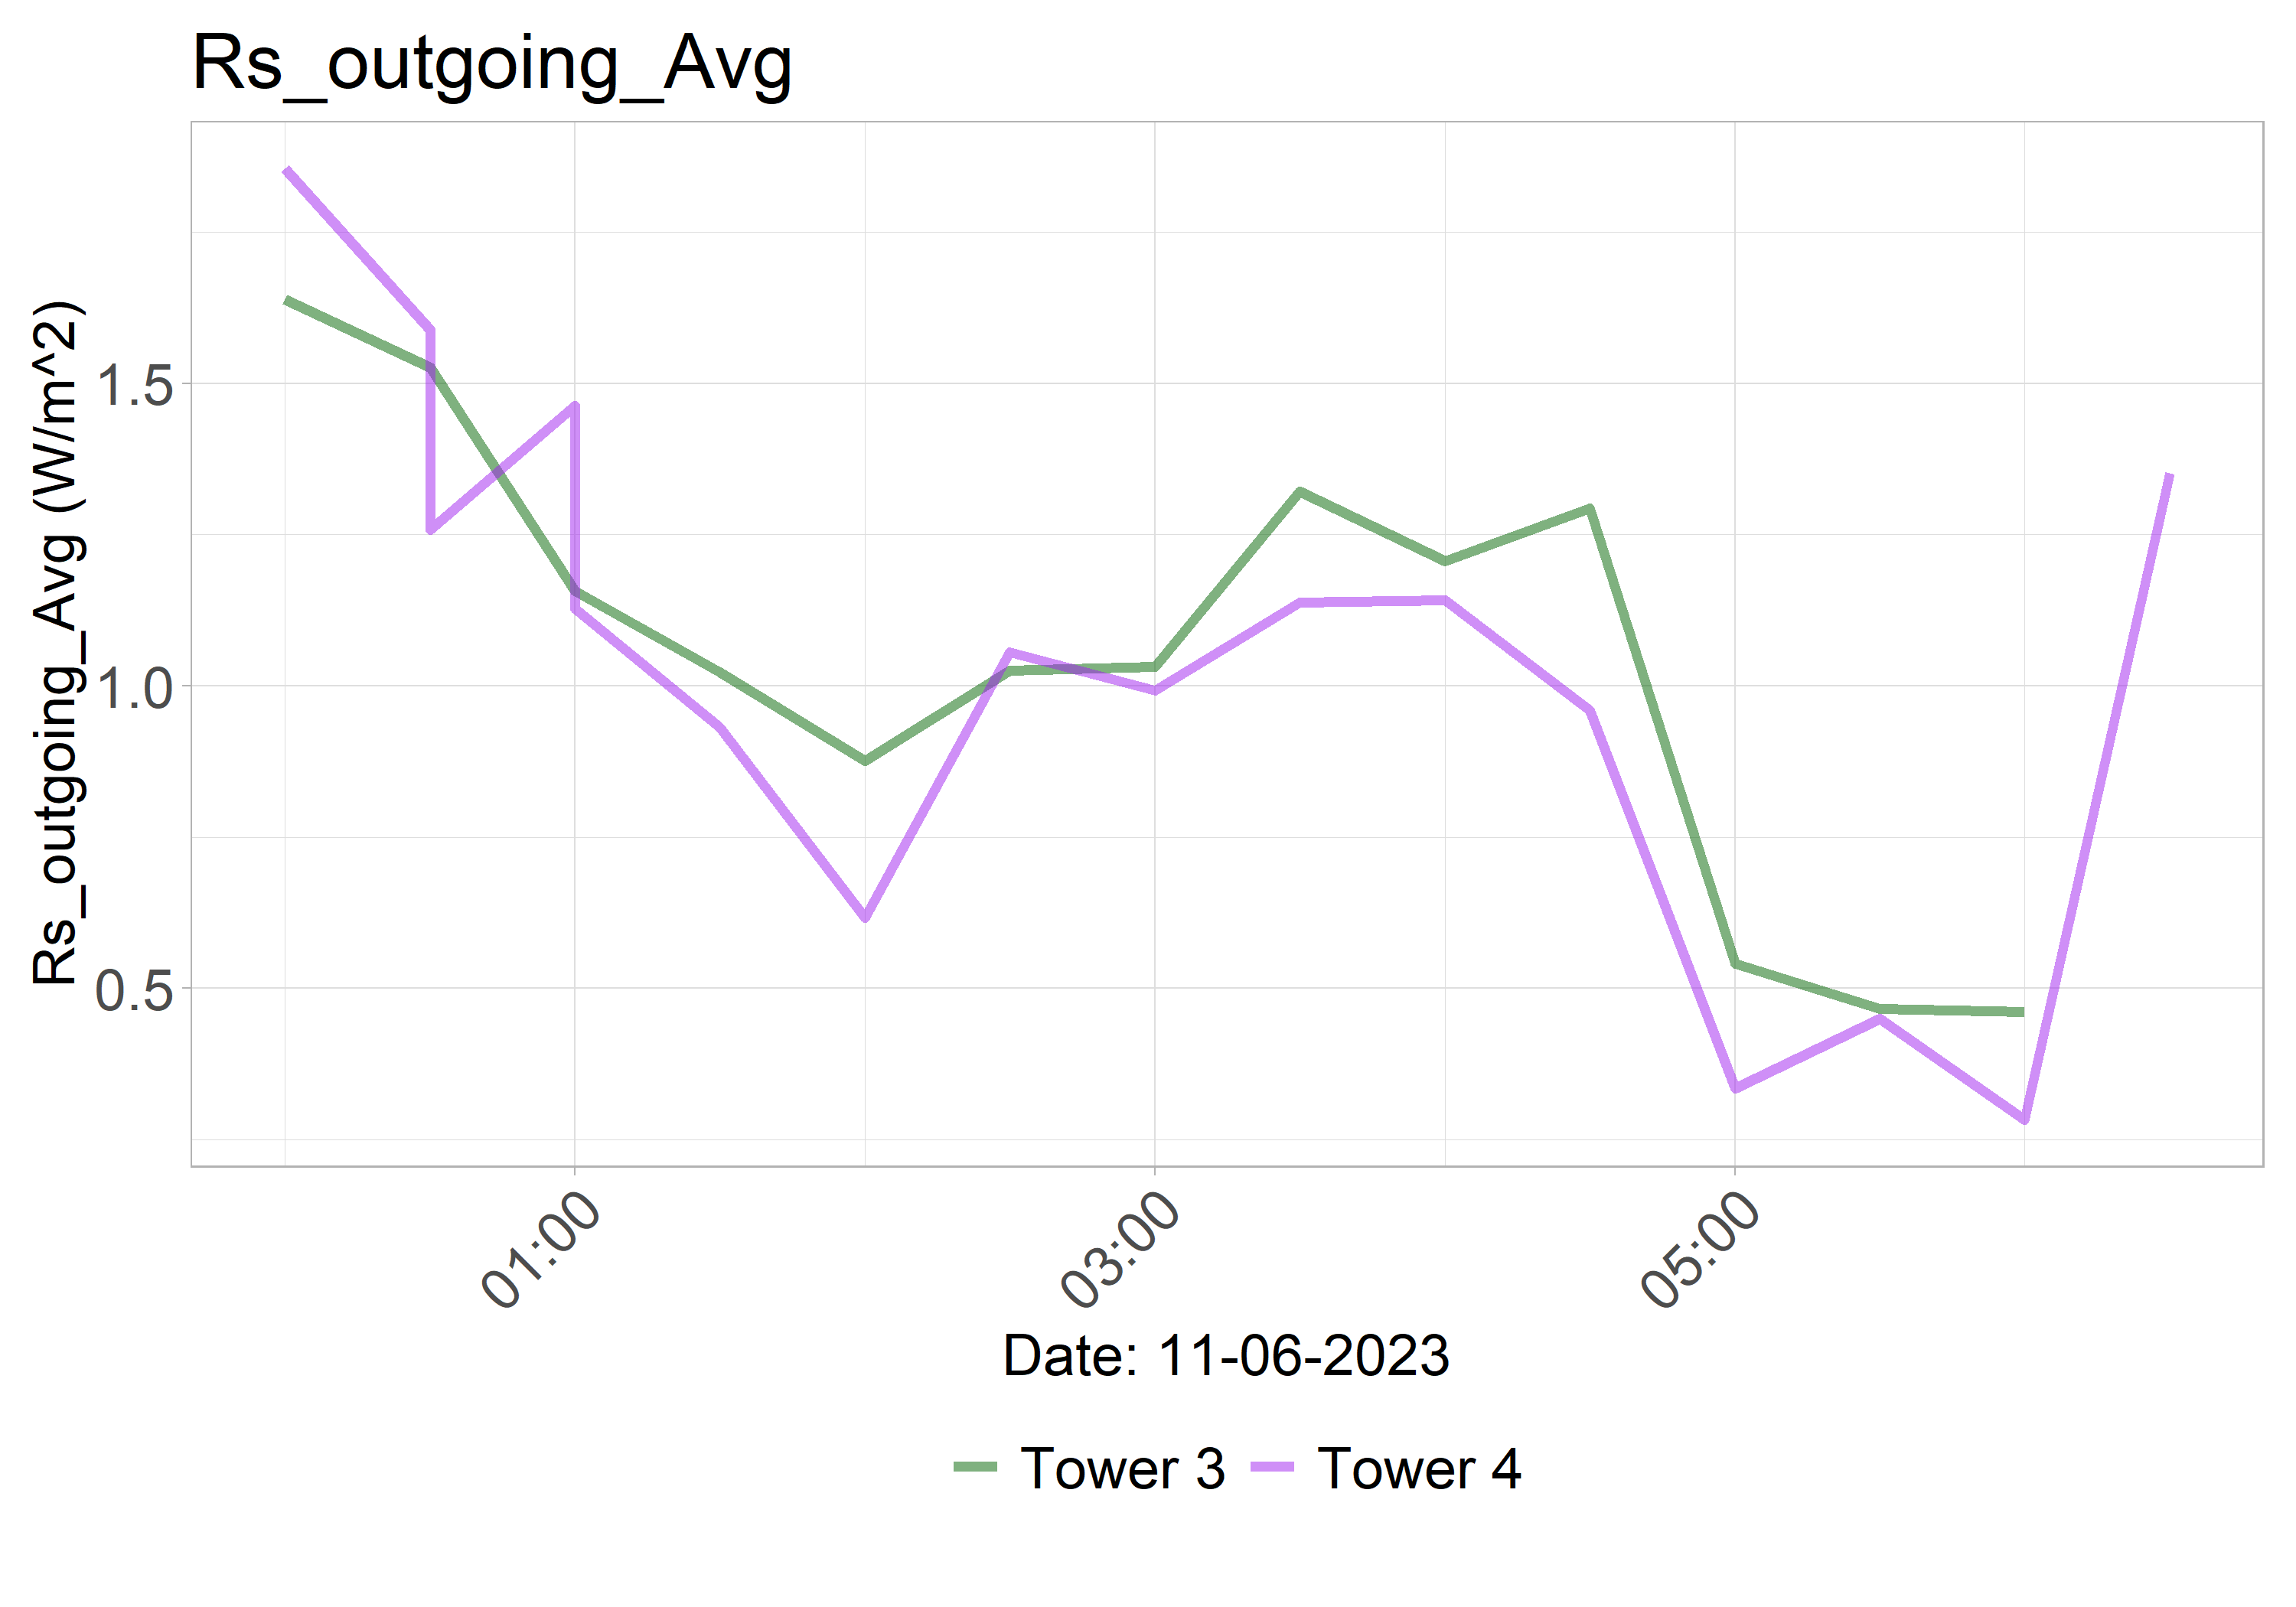 Rs_outgoing_Avg
Rs_outgoing_Avg (W/m^2)
1.5
1.0
0.5
01:00
03:00
05:00
Date: 11-06-2023
Tower 3
Tower 4